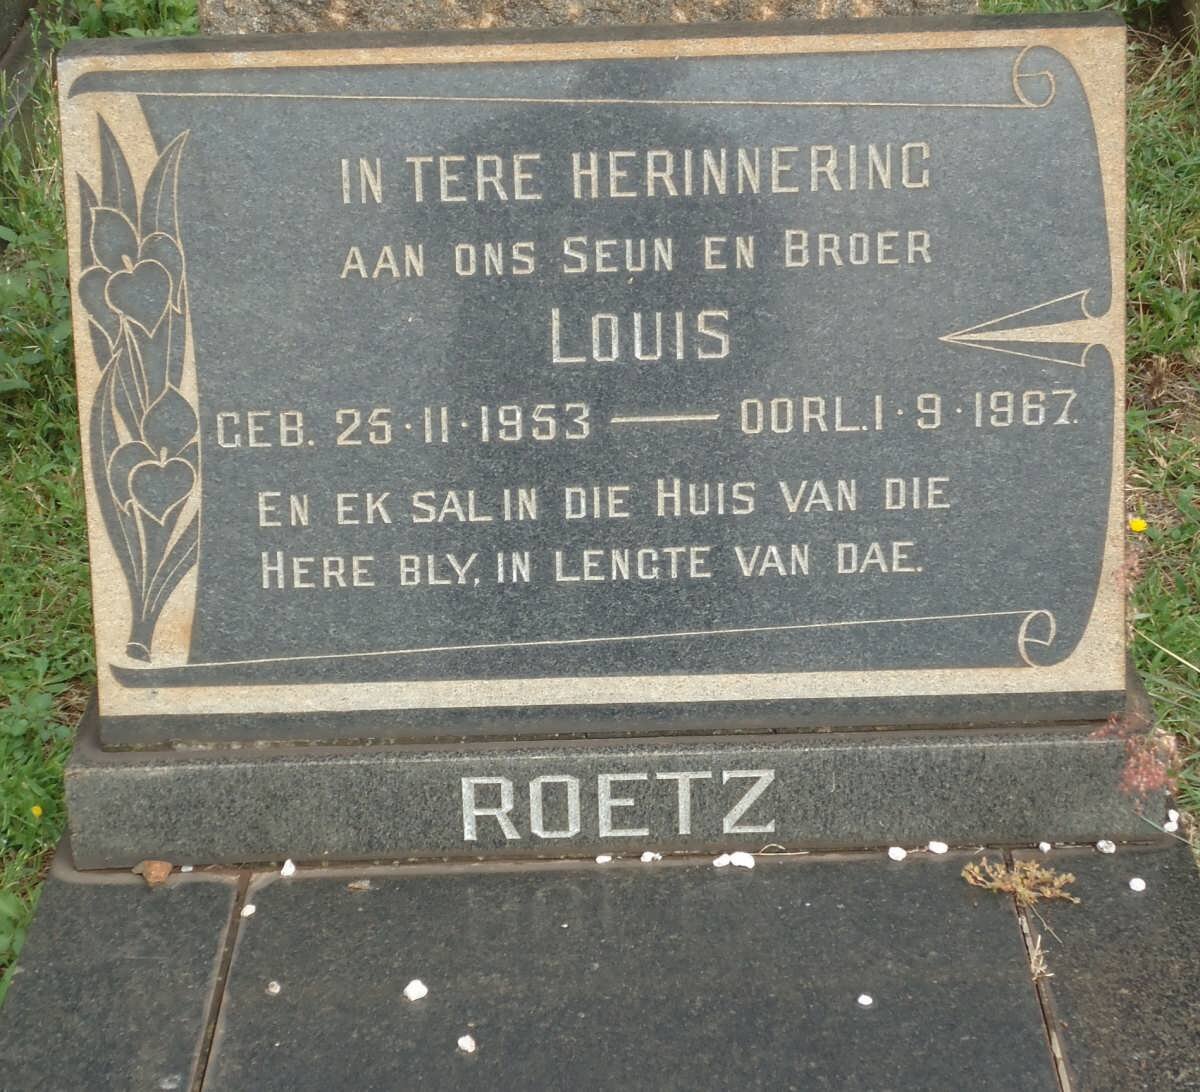 IN TERE HERINNERING
AAN ONS SEUN EN BROER
LOUIS
GEB. 25·11·1953 — OORL.1·9·1967.
EN EK SAL IN DIE HUIS VAN DIE
HERE BLY, IN LENGTE VAN DAE.
ROETZ